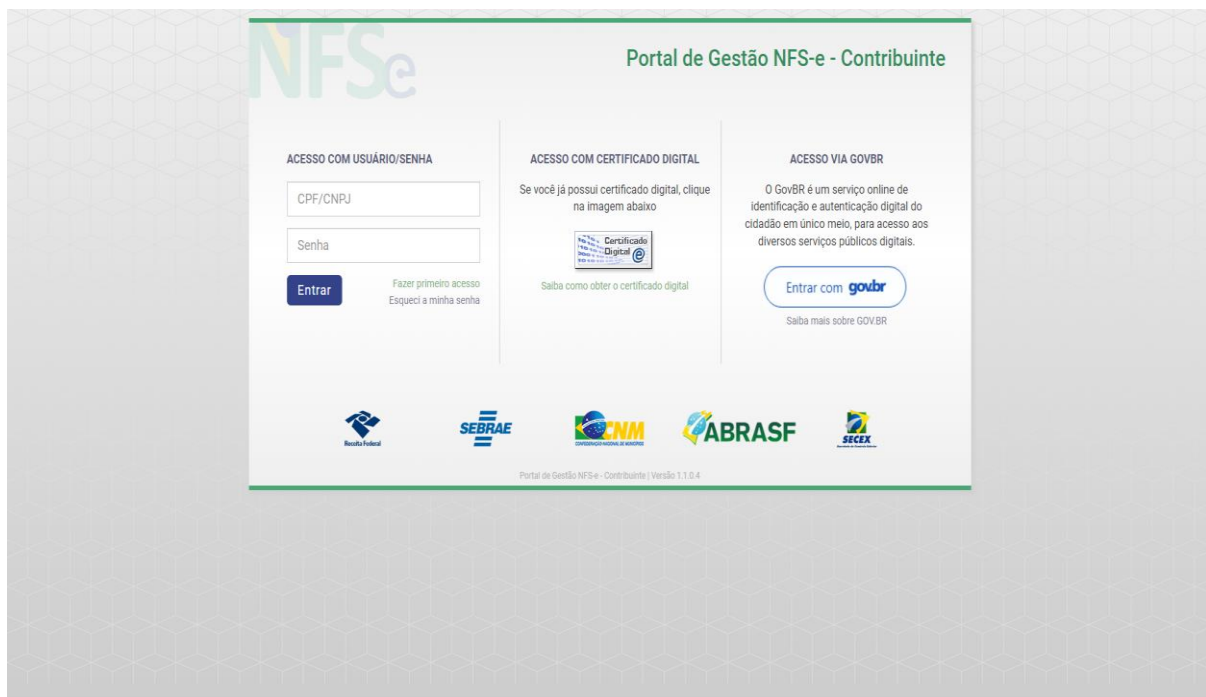 NFSe
Portal de Gestão NFS-e - Contribuinte
ACESSO COM USUÁRIO/SENHA
CPF/CNPJ
Senha
Entrar
Fazer primeiro acesso
Esqueci a minha senha
ACESSO COM CERTIFICADO DIGITAL
Se você já possui certificado digital, clique
na imagem abaixo
Certificado
Digital e
Saiba como obter o certificado digital
ACESSO VIA GOVBR
O GovBR é um serviço online de
identificação e autenticação digital do
cidadão em único meio, para acesso aos
diversos serviços públicos digitais.
Entrar com gov.br
Saiba mais sobre GOV.BR
Receita Federal
SEBRAE
CNM
CONFEDERAÇÃO NACIONAL DE MUNICÍPIOS
ABRASF
SECEX
Portal de Gestão NFS-e - Contribuinte | Versão 1.1.0.4